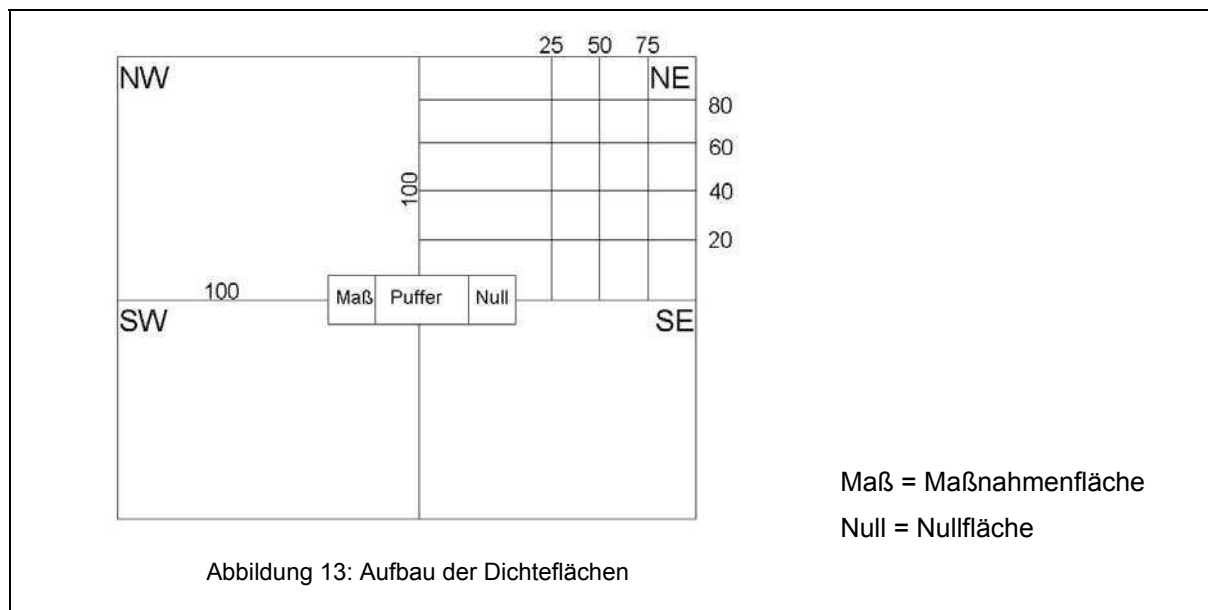 25 50 75
NW
NE
80
60
100
40
20
100
Maß Puffer Null
SW
SE
Maß = Maßnahmenfläche
Null = Nullfläche
Abbildung 13: Aufbau der Dichteflächen